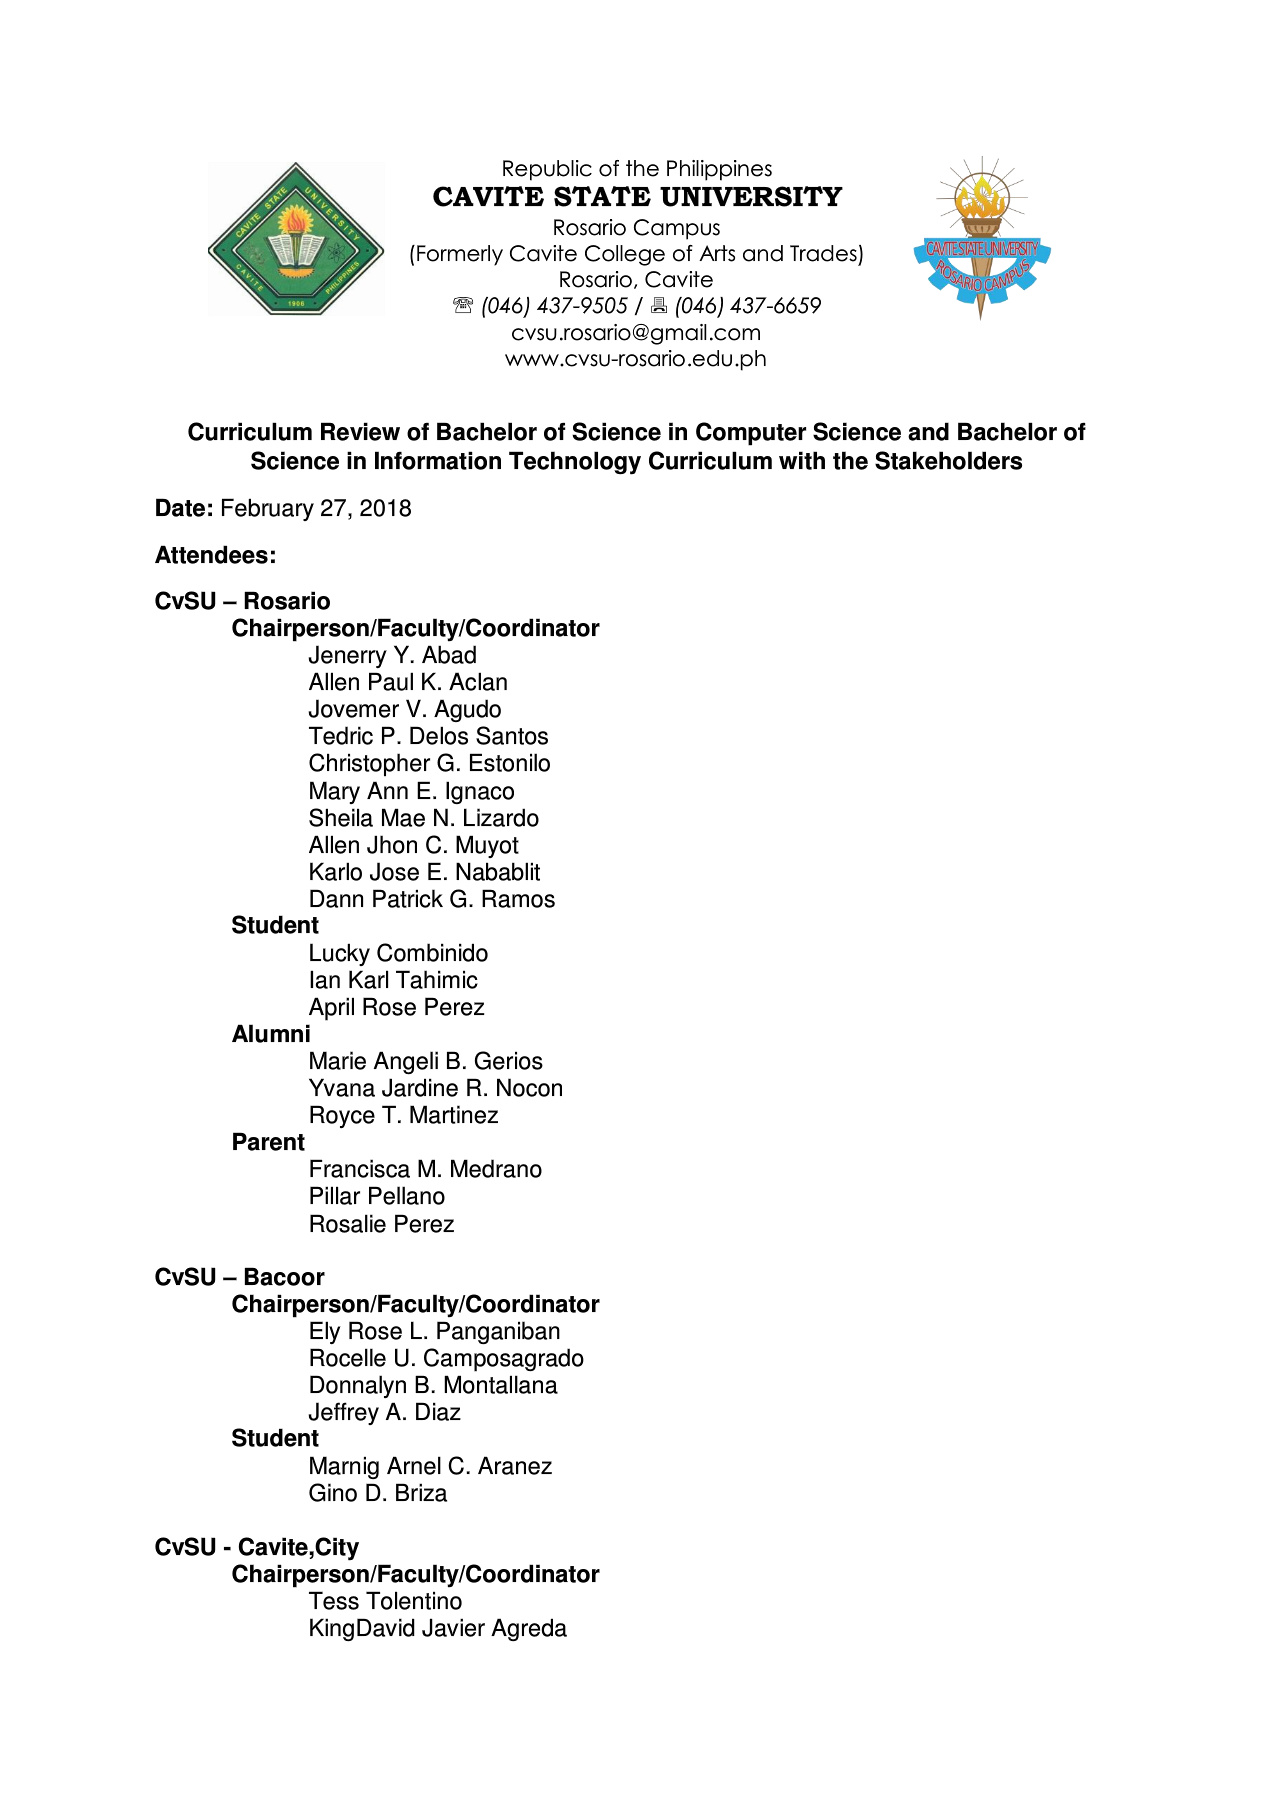 CAVITE STATE UNIVERSITY
CAVITE PHILIPPINES
1906
Republic of the Philippines
CAVITE STATE UNIVERSITY
Rosario Campus
(Formerly Cavite College of Arts and Trades)
Rosario, Cavite
☏ (046) 437-9505 / 🖷 (046) 437-6659
cvsu.rosario@gmail.com
www.cvsu-rosario.edu.ph
CvSU
CAVITE STATE UNIVERSITY
ROSARIO CAMPUS
Curriculum Review of Bachelor of Science in Computer Science and Bachelor of
Science in Information Technology Curriculum with the Stakeholders
Date: February 27, 2018
Attendees:
CvSU – Rosario
Chairperson/Faculty/Coordinator
Jenerry Y. Abad
Allen Paul K. Aclan
Jovemer V. Agudo
Tedric P. Delos Santos
Christopher G. Estonilo
Mary Ann E. Ignaco
Sheila Mae N. Lizardo
Allen Jhon C. Muyot
Karlo Jose E. Nabablit
Dann Patrick G. Ramos
Student
Lucky Combinido
Ian Karl Tahimic
April Rose Perez
Alumni
Marie Angeli B. Gerios
Yvana Jardine R. Nocon
Royce T. Martinez
Parent
Francisca M. Medrano
Pillar Pellano
Rosalie Perez
CvSU – Bacoor
Chairperson/Faculty/Coordinator
Ely Rose L. Panganiban
Rocelle U. Camposagrado
Donnalyn B. Montallana
Jeffrey A. Diaz
Student
Marnig Arnel C. Aranez
Gino D. Briza
CvSU - Cavite,City
Chairperson/Faculty/Coordinator
Tess Tolentino
KingDavid Javier Agreda